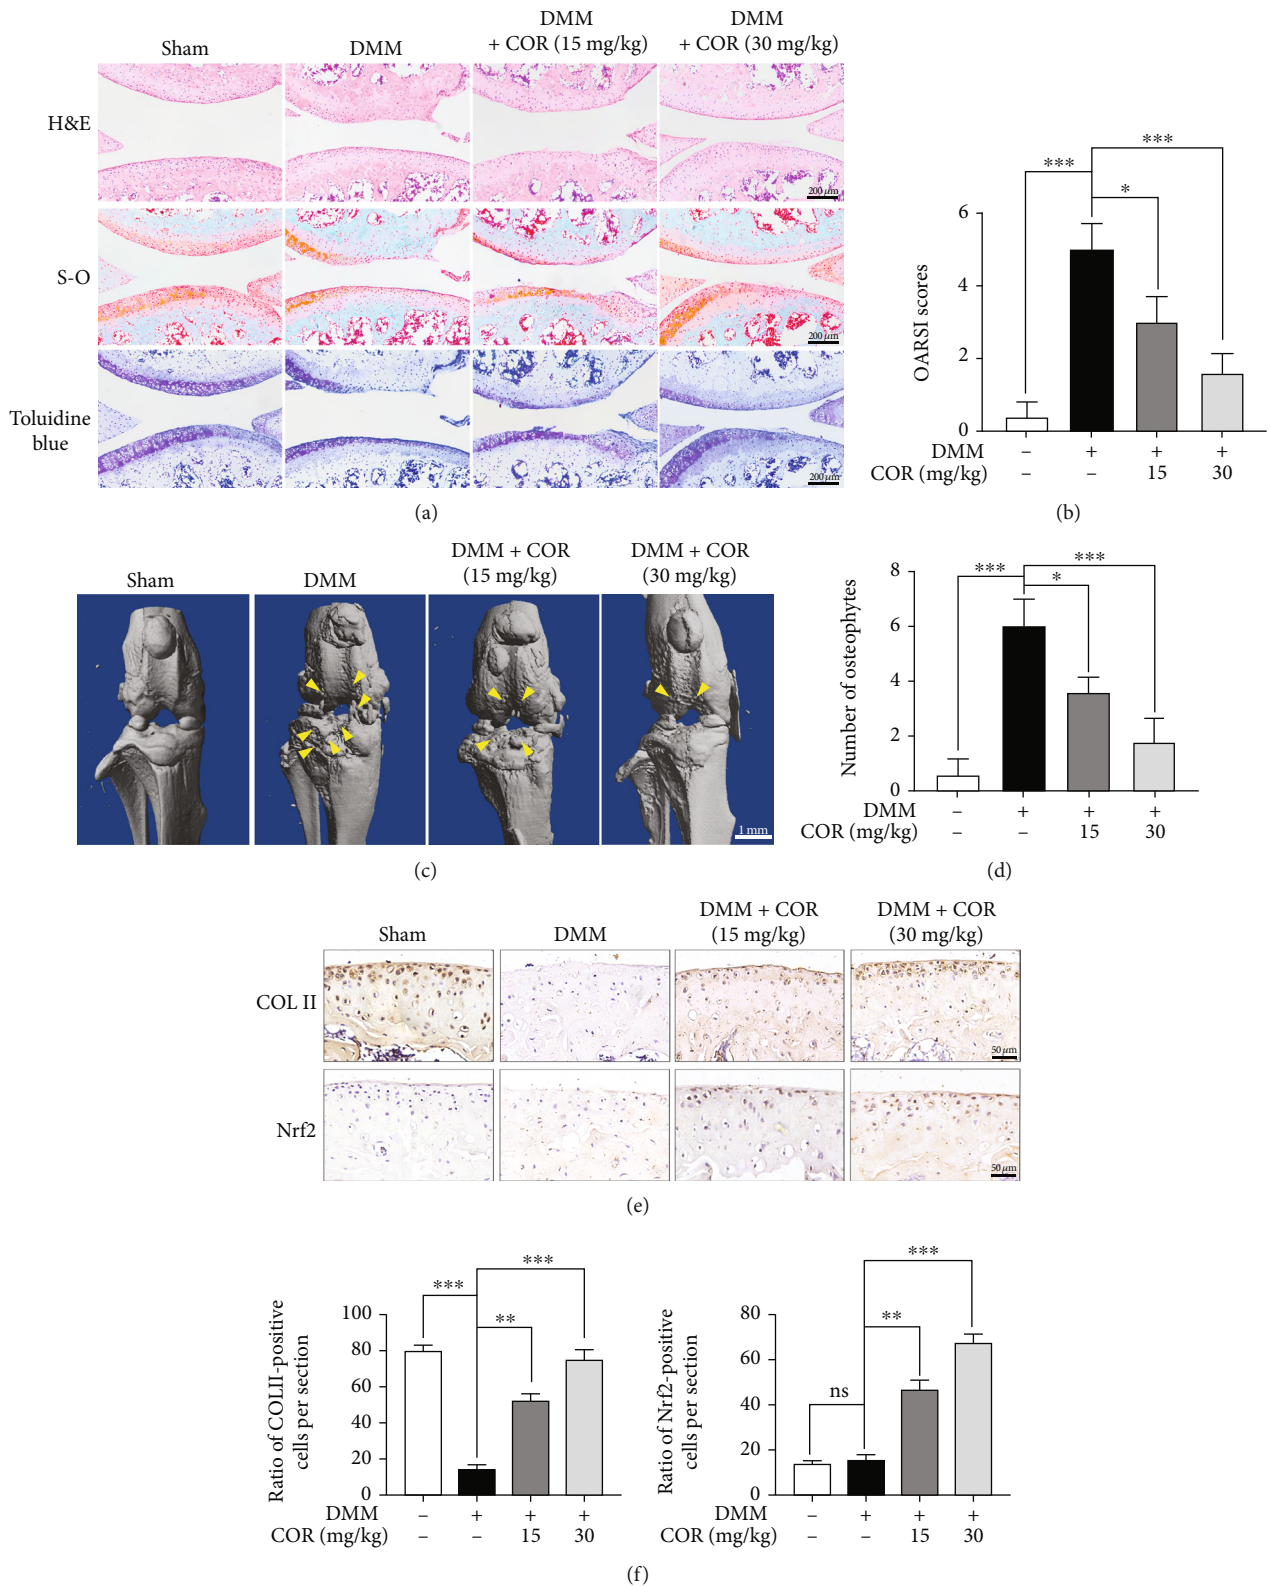 Sham
DMM
DMM
+ COR (15 mg/kg)
DMM
+ COR (30 mg/kg)
H&E
200 μm
S-O
200 μm
Toluidine
blue
200 μm
(a)
OARSI scores
6
4
2
0
***
*
***
DMM – + + +
COR (mg/kg) – – 15 30
(b)
Sham
DMM
DMM + COR
(15 mg/kg)
DMM + COR
(30 mg/kg)
1 mm
(c)
Number of osteophytes
8
6
4
2
0
***
*
***
DMM – + + +
COR (mg/kg) – – 15 30
(d)
Sham
DMM
DMM + COR
(15 mg/kg)
DMM + COR
(30 mg/kg)
COL II
50 μm
Nrf2
50 μm
(e)
Ratio of COLII-positive
cells per section
100
80
60
40
20
0
***
**
***
DMM – + + +
COR (mg/kg) – – 15 30
Ratio of Nrf2-positive
cells per section
80
60
40
20
0
ns
**
***
DMM – + + +
COR (mg/kg) – – 15 30
(f)